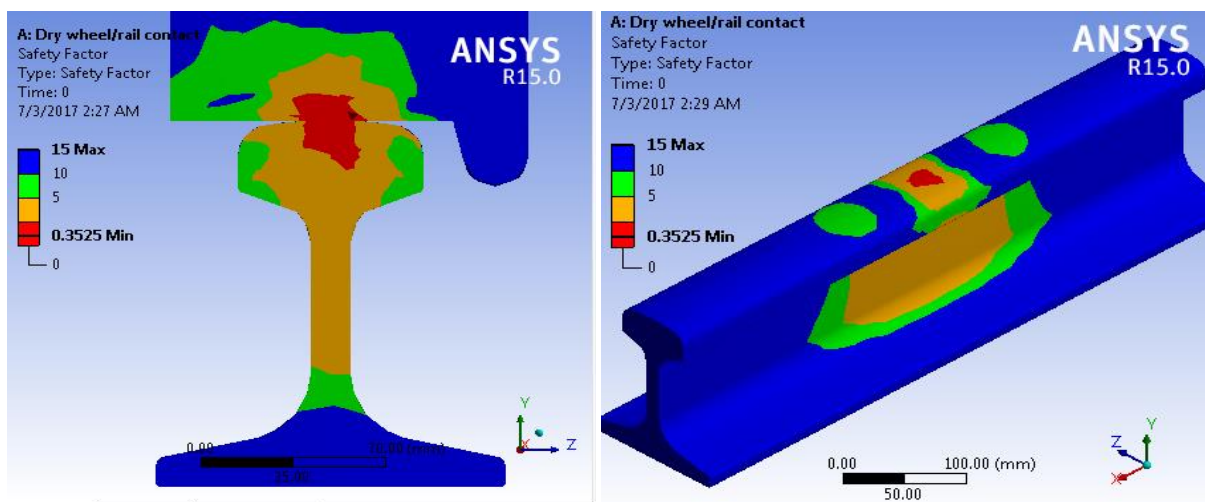 A: Dry wheel/rail contact
Safety Factor
Type: Safety Factor
Time: 0
7/3/2017 2:27 AM
ANSYS
R15.0
15 Max
10
5
0.3525 Min
0
0.00
(mm)
Y
X
Z
A: Dry wheel/rail contact
Safety Factor
Type: Safety Factor
Time: 0
7/3/2017 2:29 AM
ANSYS
R15.0
15 Max
10
5
0.3525 Min
0
0.00 100.00 (mm)
50.00
Y
Z
X